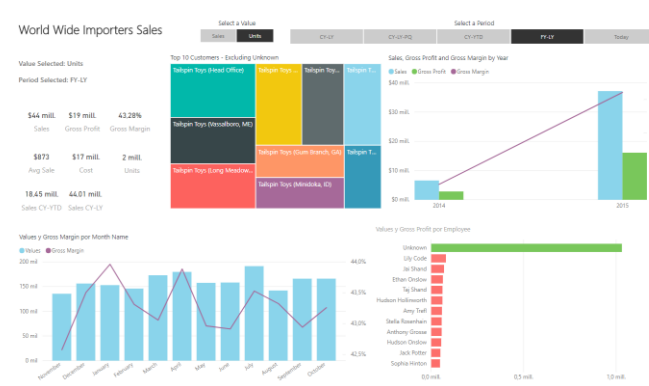 World Wide Importers Sales
Select a Value
Sales Units
Select a Period
CY-LY CY-LY-PQ CY-YTD FY-LY Today
Value Selected: Units
Period Selected: FY-LY
$44 mill. $19 mill. 43.28%
Sales Gross Profit Gross Margin
$873 $17 mill. 2 mill.
Avg Sale Cost Units
18.45 mill. 44.01 mill.
Sales CY-YTD Sales CY-LY
Top 10 Customers - Excluding Unknown
Tailspin Toys (Head Office) Tailspin Toys... Tailspin Toy... Tailspin T...
Tailspin Toys (Vassalboro, ME)
Tailspin Toys (Gum Branch, GA) Tailspin T...
Tailspin Toys (Long Meadow...
Tailspin Toys (Minidoka, ID)
Sales, Gross Profit and Gross Margin by Year
Sales Gross Profit Gross Margin
$40 mill.
$30 mill.
$20 mill.
$10 mill.
$0 mill.
2014 2015
Values y Gross Margin por Month Name
Values Gross Margin
200 mil
150 mil
100 mil
50 mil
0 mil
44,0%
43,5%
43,0%
42,5%
November December January February March April May June July August September October
Values y Gross Profit por Employee
Unknown
Lily Code
Jai Shand
Ethan Onslow
Taj Shand
Hudson Hollinworth
Amy Trefl
Stella Rosenhain
Anthony Grosse
Hudson Onslow
Jack Potter
Sophia Hinton
0,0 mill. 0,5 mill. 1,0 mill.